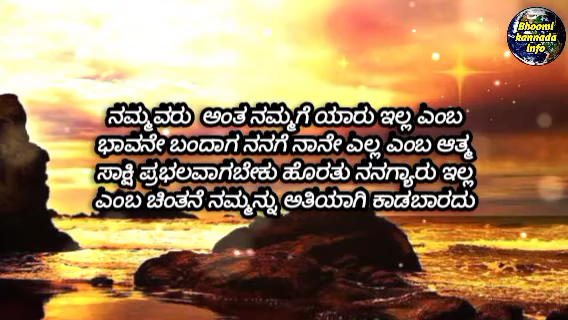 Bhoomi
kannada
info
ನಮ್ಮವರು ಅಂತ ನಮ್ಮಗೆ ಯಾರು ಇಲ್ಲ ಎಂಬ
ಭಾವನೇ ಬಂದಾಗ ನನಗೆ ನಾನೇ ಎಲ್ಲ ಎಂಬ ಆತ್ಮ
ಸಾಕ್ಷಿ ಪ್ರಭಲವಾಗಬೇಕು ಹೊರತು ನನಗ್ಯಾರು ಇಲ್ಲ
ಎಂಬ ಚಿಂತನೆ ನಮ್ಮನ್ನು ಅತಿಯಾಗಿ ಕಾಡಬಾರದು